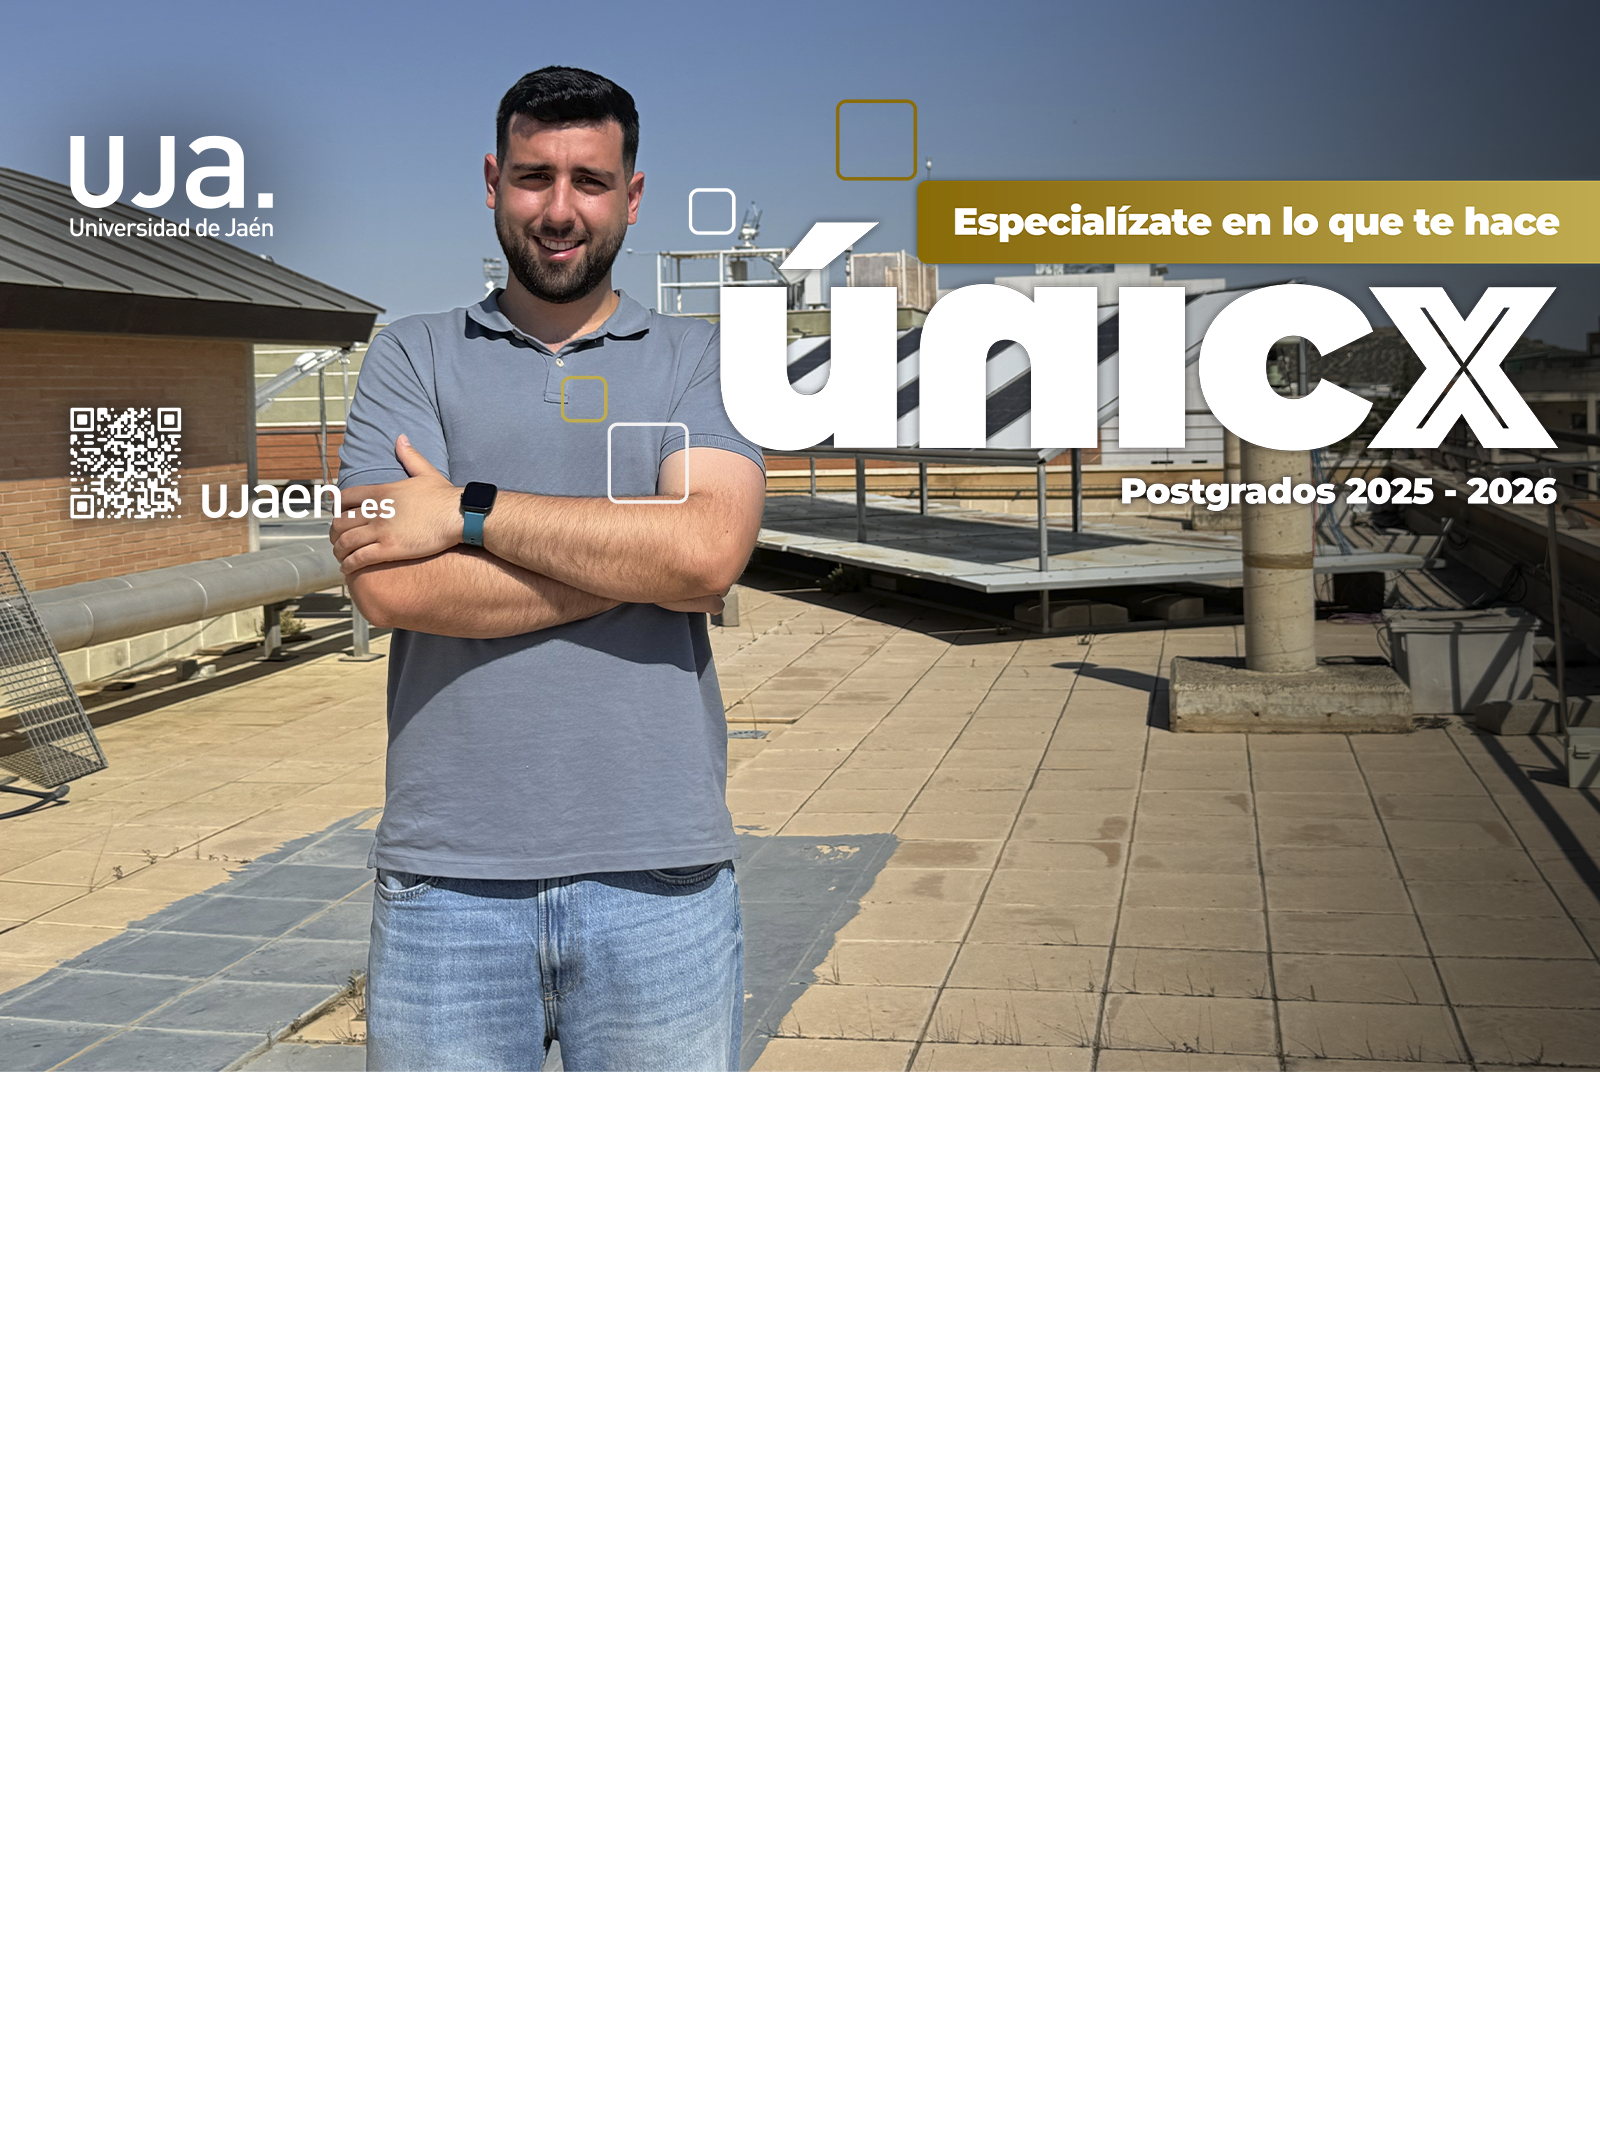 uja.
Universidad de Jaén
Especialízate en lo que te hace
únicx
Postgrados 2025 - 2026
ujaen.es